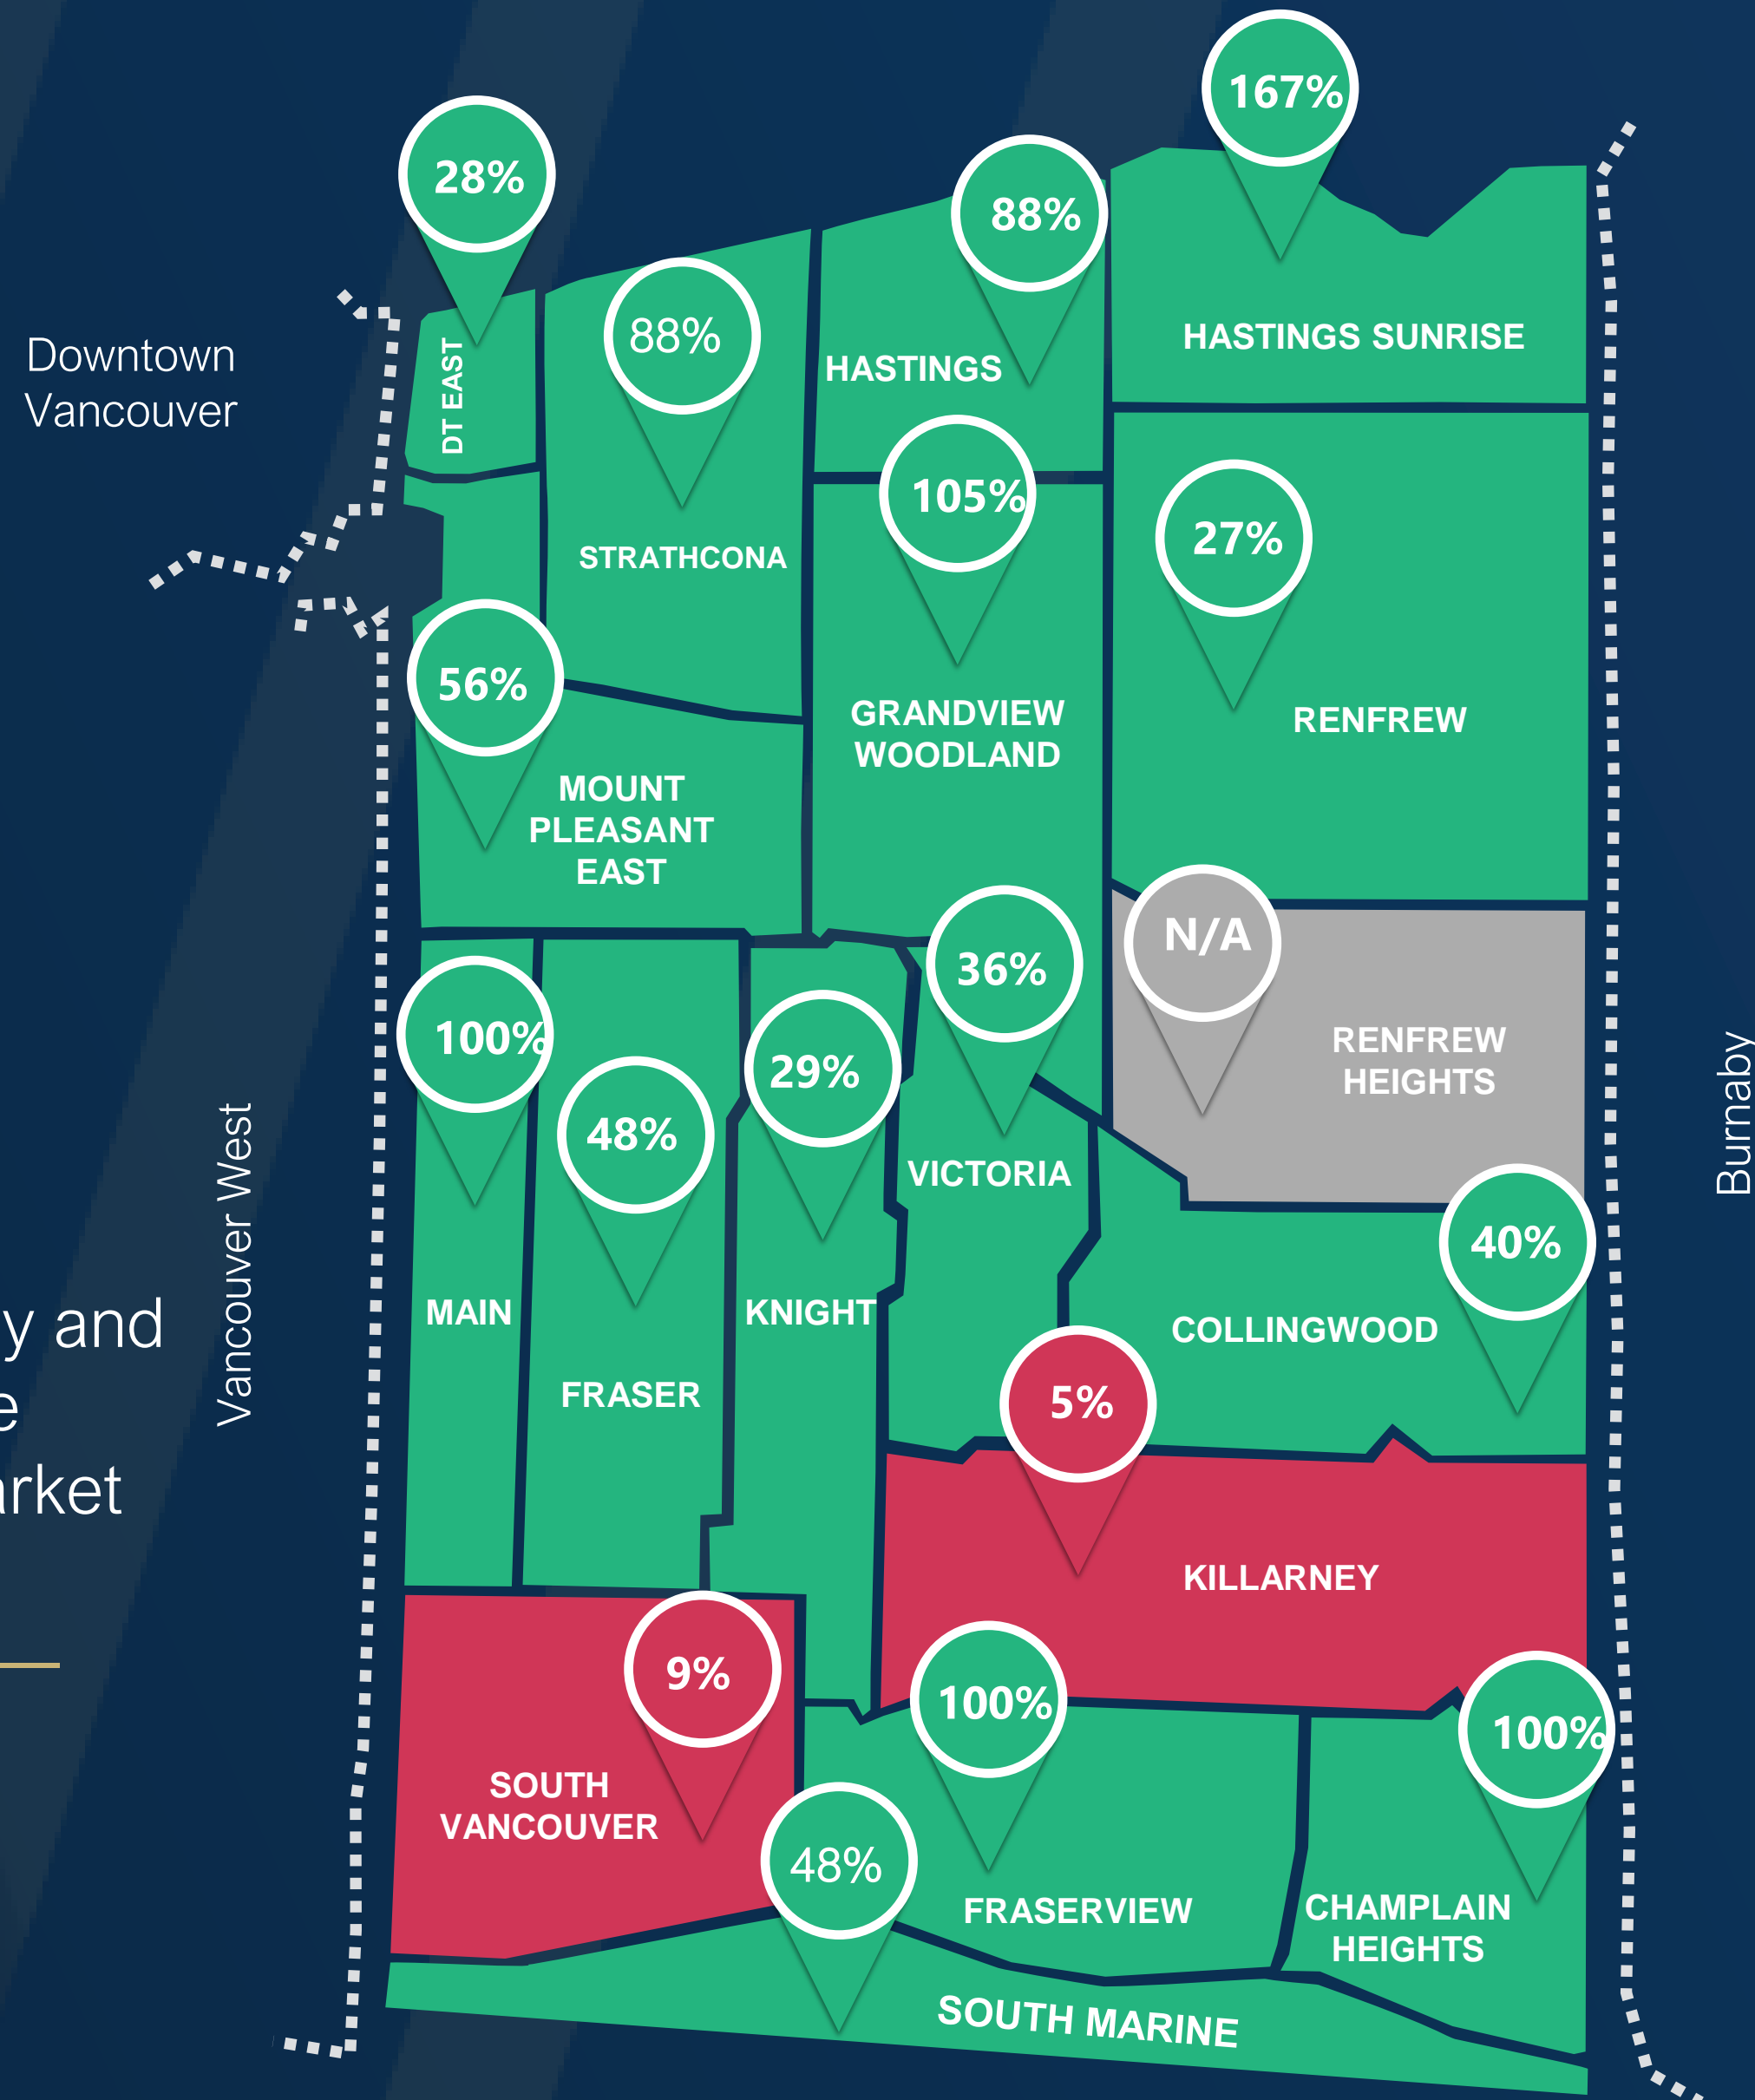 167%
28%
88%
88%
HASTINGS SUNRISE
Downtown
Vancouver
DT EAST
HASTINGS
105%
27%
STRATHCONA
56%
GRANDVIEW
WOODLAND
RENFREW
MOUNT
PLEASANT
EAST
N/A
36%
100%
29%
48%
RENFREW
HEIGHTS
Burnaby
Vancouver West
VICTORIA
40%
MAIN
KNIGHT
COLLINGWOOD
y and
FRASER
5%
e
arket
KILLARNEY
9%
100%
100%
SOUTH
VANCOUVER
48%
FRASERVIEW
CHAMPLAIN
HEIGHTS
SOUTH MARINE